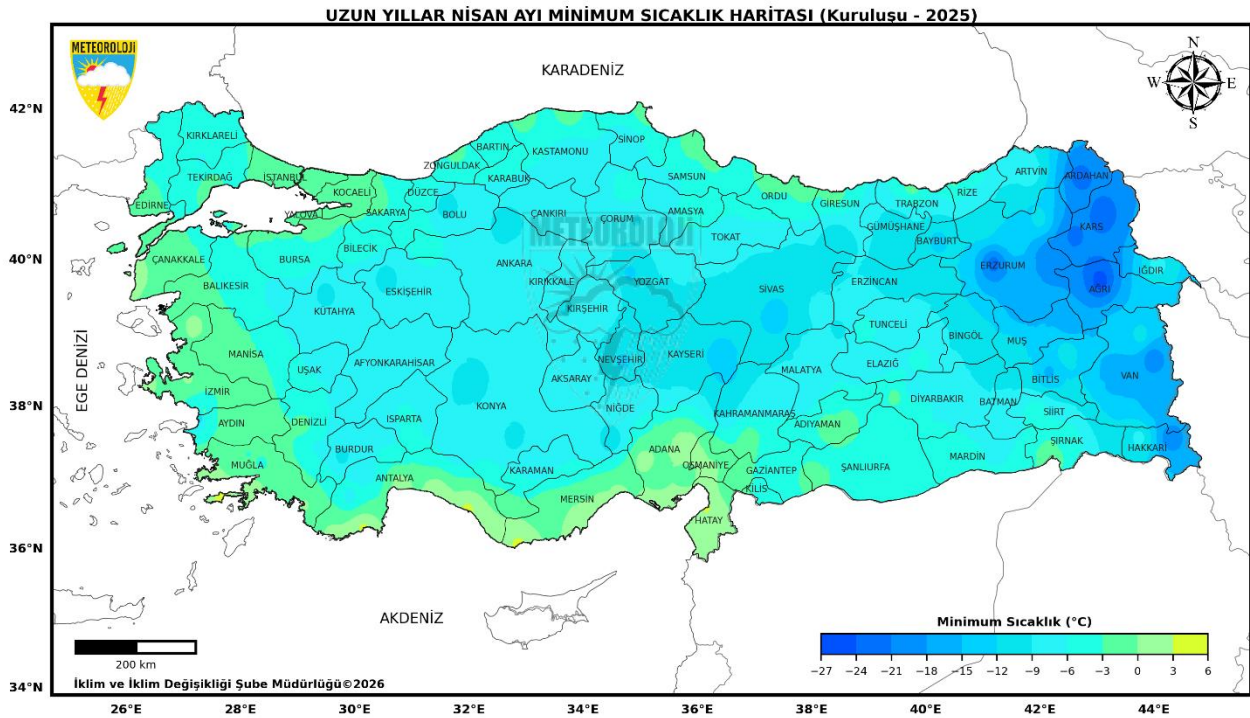 UZUN YILLAR NİSAN AYI MİNİMUM SICAKLIK HARİTASI (Kuruluşu - 2025)
METEOROLOJİ
KARADENİZ
N
W E
S
42°N
40°N
38°N
36°N
34°N
EGE DENİZİ
KIRKLARELİ
TEKİRDAĞ
İSTANBUL
EDİRNE
KOCAELİ
YALOVA
SAKARYA
DÜZCE
ZONGULDAK
BARTIN
KARABÜK
KASTAMONU
SİNOP
SAMSUN
ORDU
GİRESUN
TRABZON
RİZE
ARTVİN
ARDAHAN
KARS
BOLU
ÇANKIRI
ÇORUM
AMASYA
TOKAT
GÜMÜŞHANE
BAYBURT
ERZURUM
IĞDIR
AĞRI
ÇANAKKALE
BALIKESİR
BURSA
BİLECİK
ESKİŞEHİR
KÜTAHYA
ANKARA
METEOROLOJİ
KIRIKKALE
YOZGAT
KIRŞEHİR
SİVAS
ERZİNCAN
TUNCELİ
BİNGÖL
MUŞ
MANİSA
UŞAK
AFYONKARAHİSAR
NEVŞEHİR
KAYSERİ
AKSARAY
MALATYA
ELAZIĞ
BİTLİS
VAN
İZMİR
AYDIN
DENİZLİ
ISPARTA
KONYA
NİĞDE
KAHRAMANMARAŞ
ADIYAMAN
DİYARBAKIR
BATMAN
SİİRT
ŞIRNAK
HAKKARİ
MUĞLA
BURDUR
ANTALYA
KARAMAN
MERSİN
ADANA
OSMANİYE
GAZİANTEP
KİLİS
ŞANLIURFA
MARDİN
HATAY
AKDENİZ
200 km
İklim ve İklim Değişikliği Şube Müdürlüğü©2026
Minimum Sıcaklık (°C)
−27 −24 −21 −18 −15 −12 −9 −6 −3 0 3 6
26°E 28°E 30°E 32°E 34°E 36°E 38°E 40°E 42°E 44°E